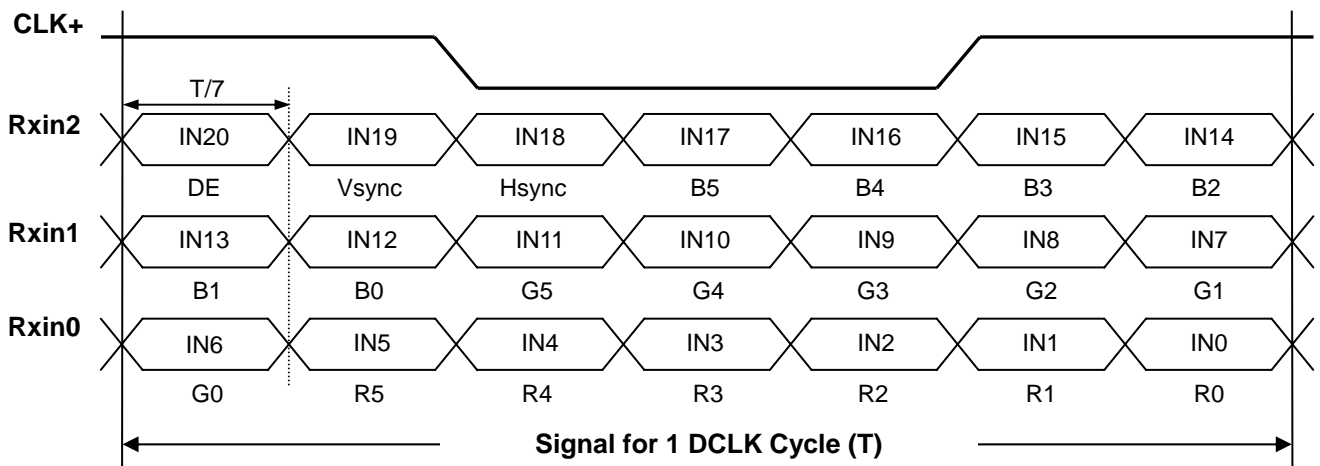 CLK+
T/7
Rxin2 IN20 IN19 IN18 IN17 IN16 IN15 IN14
DE Vsync Hsync B5 B4 B3 B2
Rxin1 IN13 IN12 IN11 IN10 IN9 IN8 IN7
B1 B0 G5 G4 G3 G2 G1
Rxin0 IN6 IN5 IN4 IN3 IN2 IN1 IN0
G0 R5 R4 R3 R2 R1 R0
Signal for 1 DCLK Cycle (T)